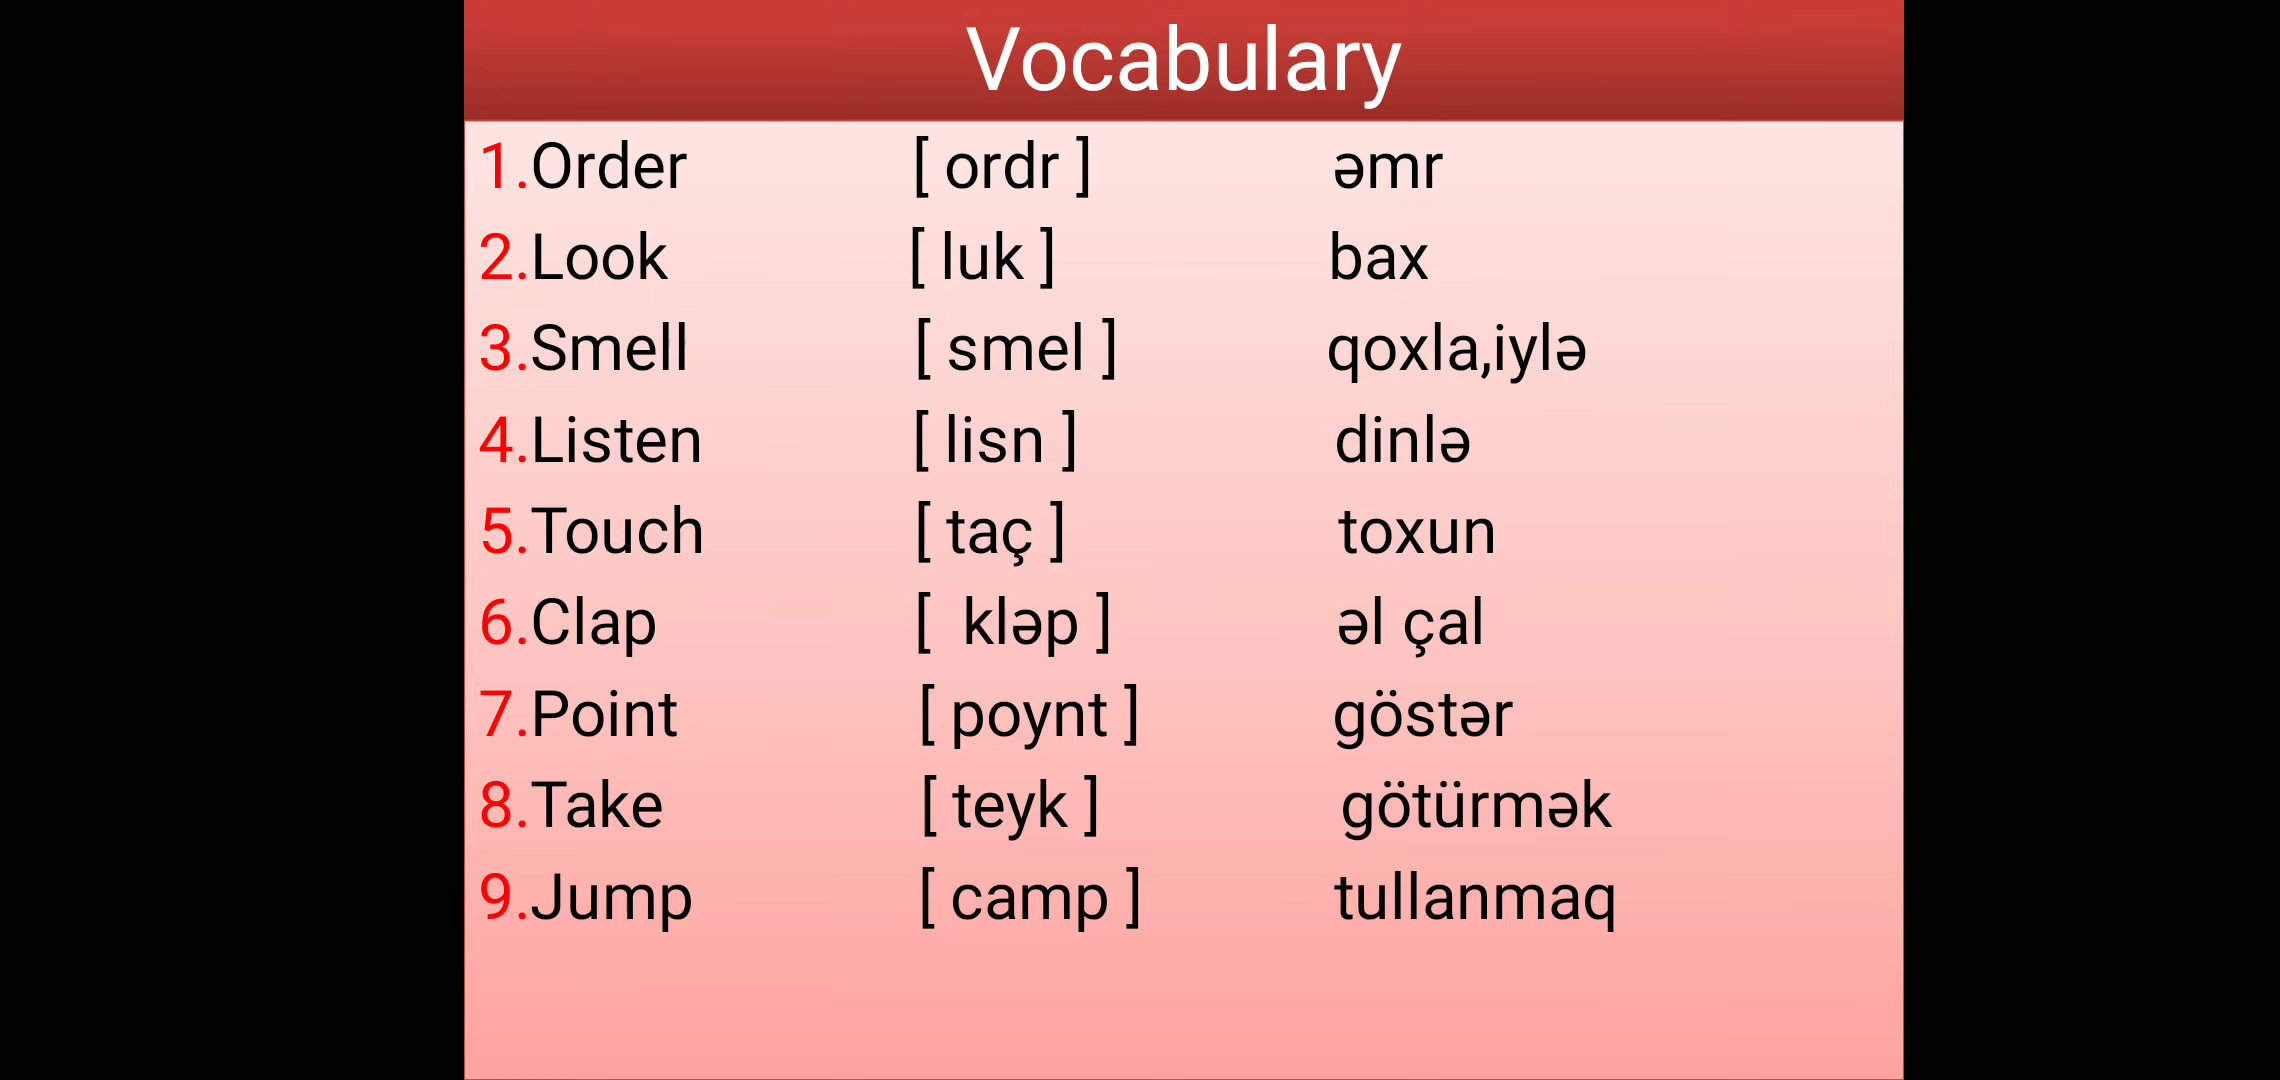 Vocabulary
1.Order [ ordr ] əmr
2.Look [ luk ] bax
3.Smell [ smel ] qoxla,iylə
4.Listen [ lisn ] dinlə
5.Touch [ taç ] toxun
6.Clap [ kləp ] əl çal
7.Point [ poynt ] göstər
8.Take [ teyk ] götürmək
9.Jump [ camp ] tullanmaq